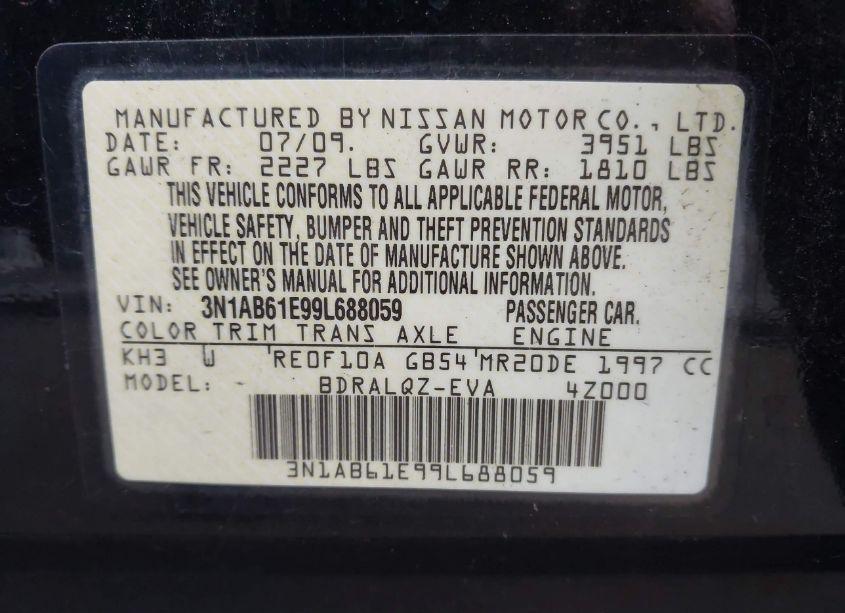 MANUFACTURED BY NISSAN MOTOR CO., LTD.
DATE: 07/09. GVWR: 3951 LBS
GAWR FR: 2227 LBS GAWR RR: 1810 LBS
THIS VEHICLE CONFORMS TO ALL APPLICABLE FEDERAL MOTOR,
VEHICLE SAFETY, BUMPER AND THEFT PREVENTION STANDARDS
IN EFFECT ON THE DATE OF MANUFACTURE SHOWN ABOVE.
SEE OWNER'S MANUAL FOR ADDITIONAL INFORMATION.
VIN: 3N1AB61E99L688059 PASSENGER CAR.
COLOR TRIM TRANS AXLE ENGINE
KH3 W RE0F10A GB54 MR20DE 1997 CC
MODEL: - BDRALQZ-EVA 4Z000
3N1AB61E99L688059